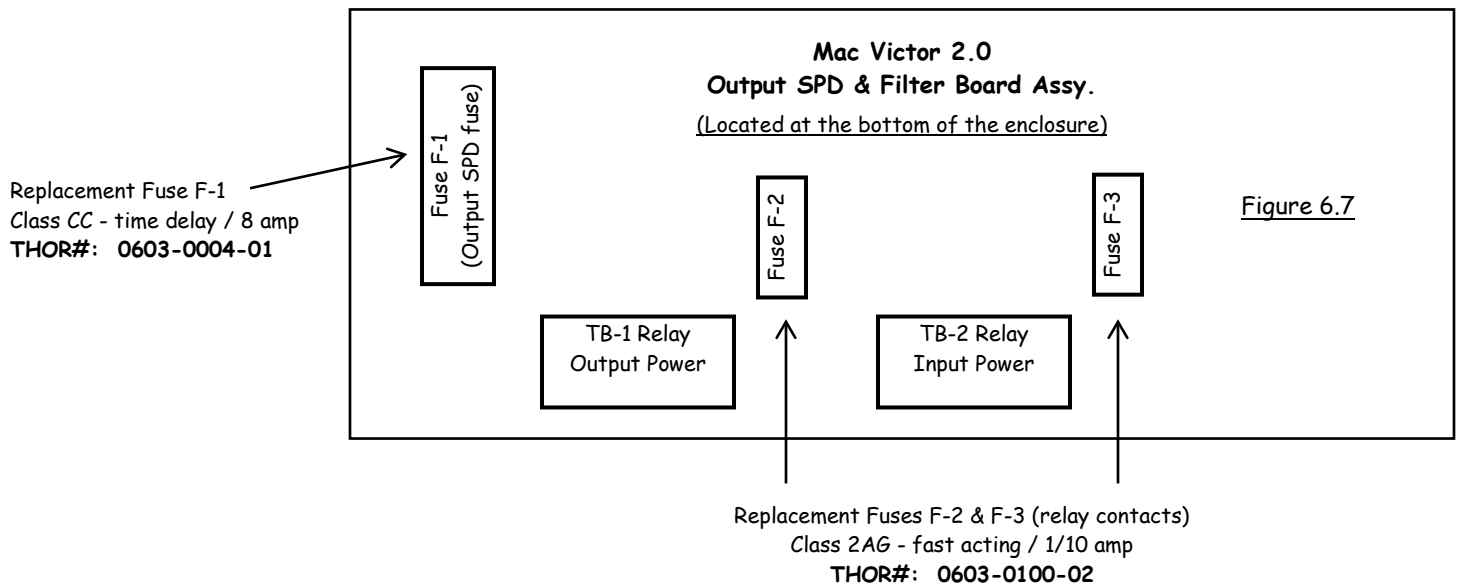 Mac Victor 2.0
Output SPD & Filter Board Assy.
(Located at the bottom of the enclosure)
Fuse F-1
(Output SPD fuse)
Replacement Fuse F-1
Class CC - time delay / 8 amp
THOR#: 0603-0004-01
Fuse F-2
Fuse F-3
Figure 6.7
TB-1 Relay
Output Power
TB-2 Relay
Input Power
Replacement Fuses F-2 & F-3 (relay contacts)
Class 2AG - fast acting / 1/10 amp
THOR#: 0603-0100-02